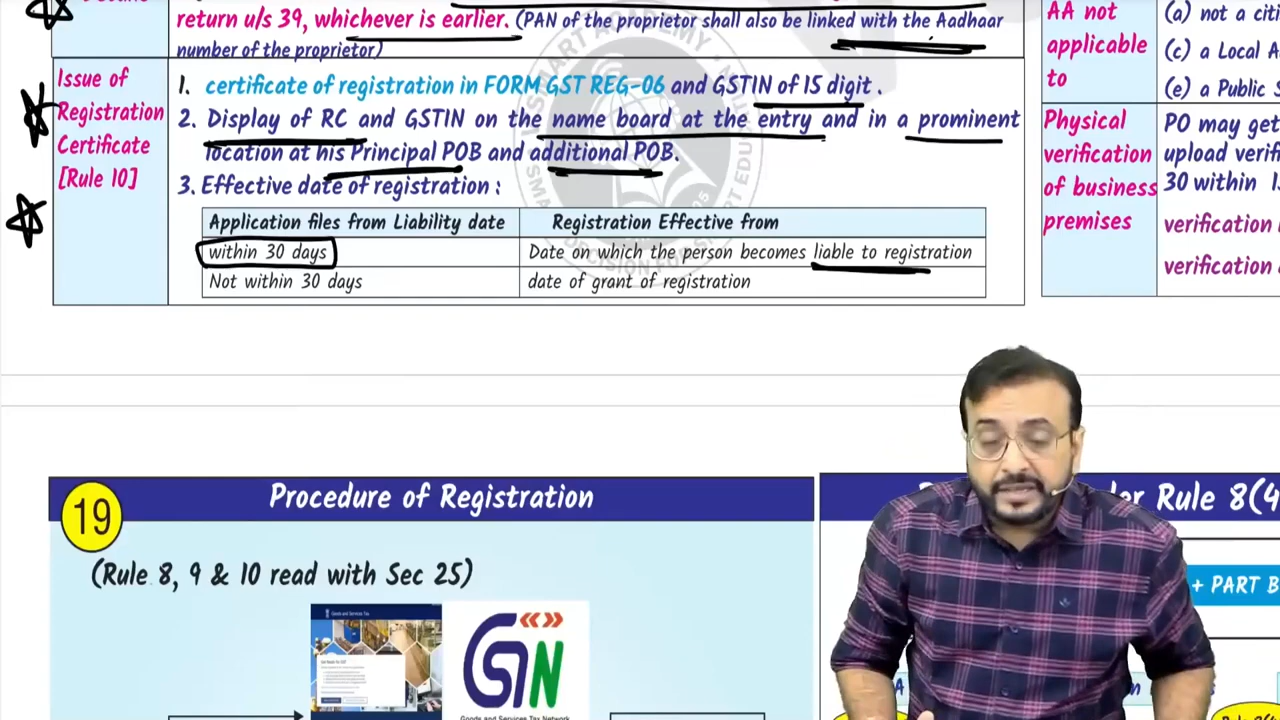 return u/s 39, whichever is earlier. (PAN of the proprietor shall also be linked with the Aadhaar
number of the proprietor)
Issue of
Registration
Certificate
[Rule 10]
1. certificate of registration in FORM GST REG-06 and GSTIN of 15 digit .
2. Display of RC and GSTIN on the name board at the entry and in a prominent
location at his Principal POB and additional POB.
3. Effective date of registration :
Application files from Liability date
Registration Effective from
within 30 days
Date on which the person becomes liable to registration
Not within 30 days
date of grant of registration
AA not
applicable
to
(a) not a citi
(c) a Local A
(e) a Public S
Physical
verification
of business
premises
PO may get
upload verif
30 within 1
verification
verification
19
Procedure of Registration
(Rule 8, 9 & 10 read with Sec 25)
Goods and Services Tax
GSTN
Goods and Services Tax Network
Rule 8(4
+ PART B